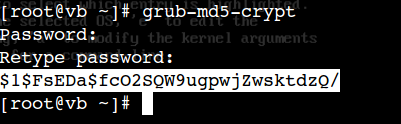 [root@vb ~]# grub-md5-crypt
Password:
Retype password:
$1$FsEDa$fcO2SQW9ugpwjZwsktdzQ/
[root@vb ~]#